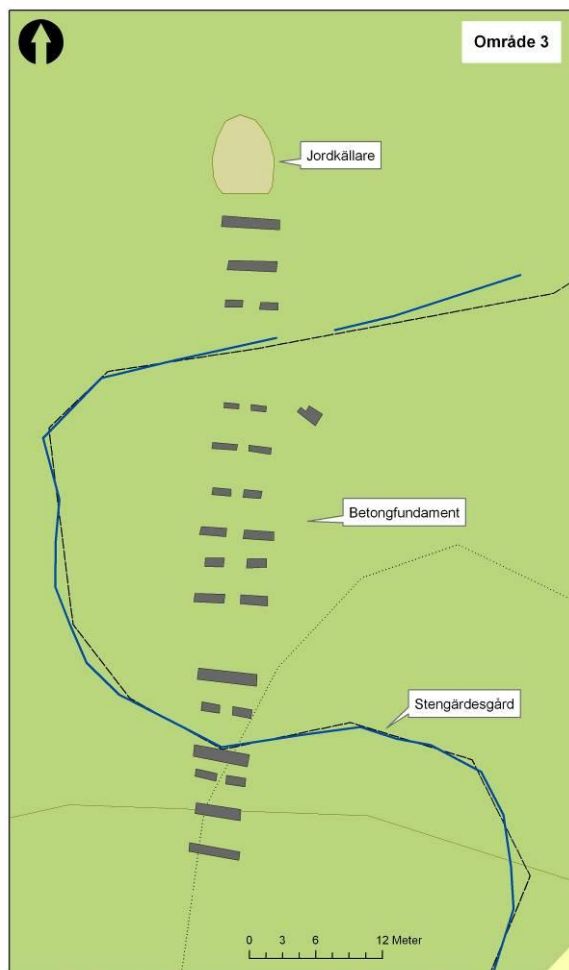 Område 3
Jordkällare
Betongfundament
Stengärdesgård
0 3 6 12 Meter